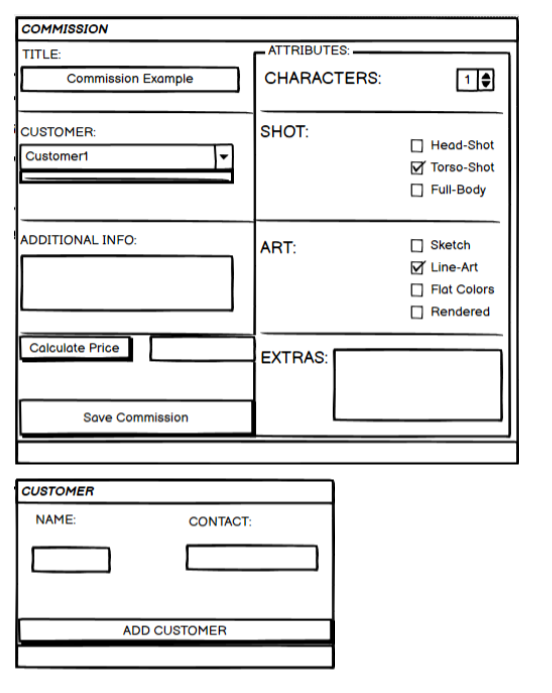 COMMISSION
TITLE:
Commission Example
CUSTOMER:
Customer1
ADDITIONAL INFO:
Calculate Price
Save Commission
ATTRIBUTES:
CHARACTERS: 1
SHOT:
Head-Shot
Torso-Shot
Full-Body
ART:
Sketch
Line-Art
Flat Colors
Rendered
EXTRAS:
CUSTOMER
NAME:
CONTACT:
ADD CUSTOMER